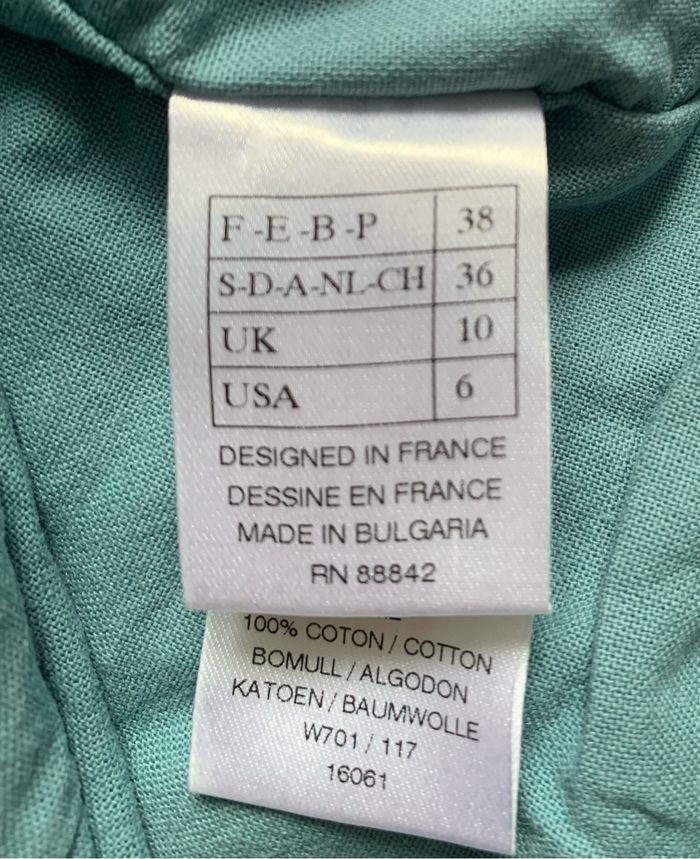 F-E-B-P 38
S-D-A-NL-CH 36
UK 10
USA 6
DESIGNED IN FRANCE
DESSINE EN FRANCE
MADE IN BULGARIA
RN 88842
100% COTON / COTTON
BOMULL / ALGODON
KATOEN / BAUMWOLLE
W701 / 117
16061